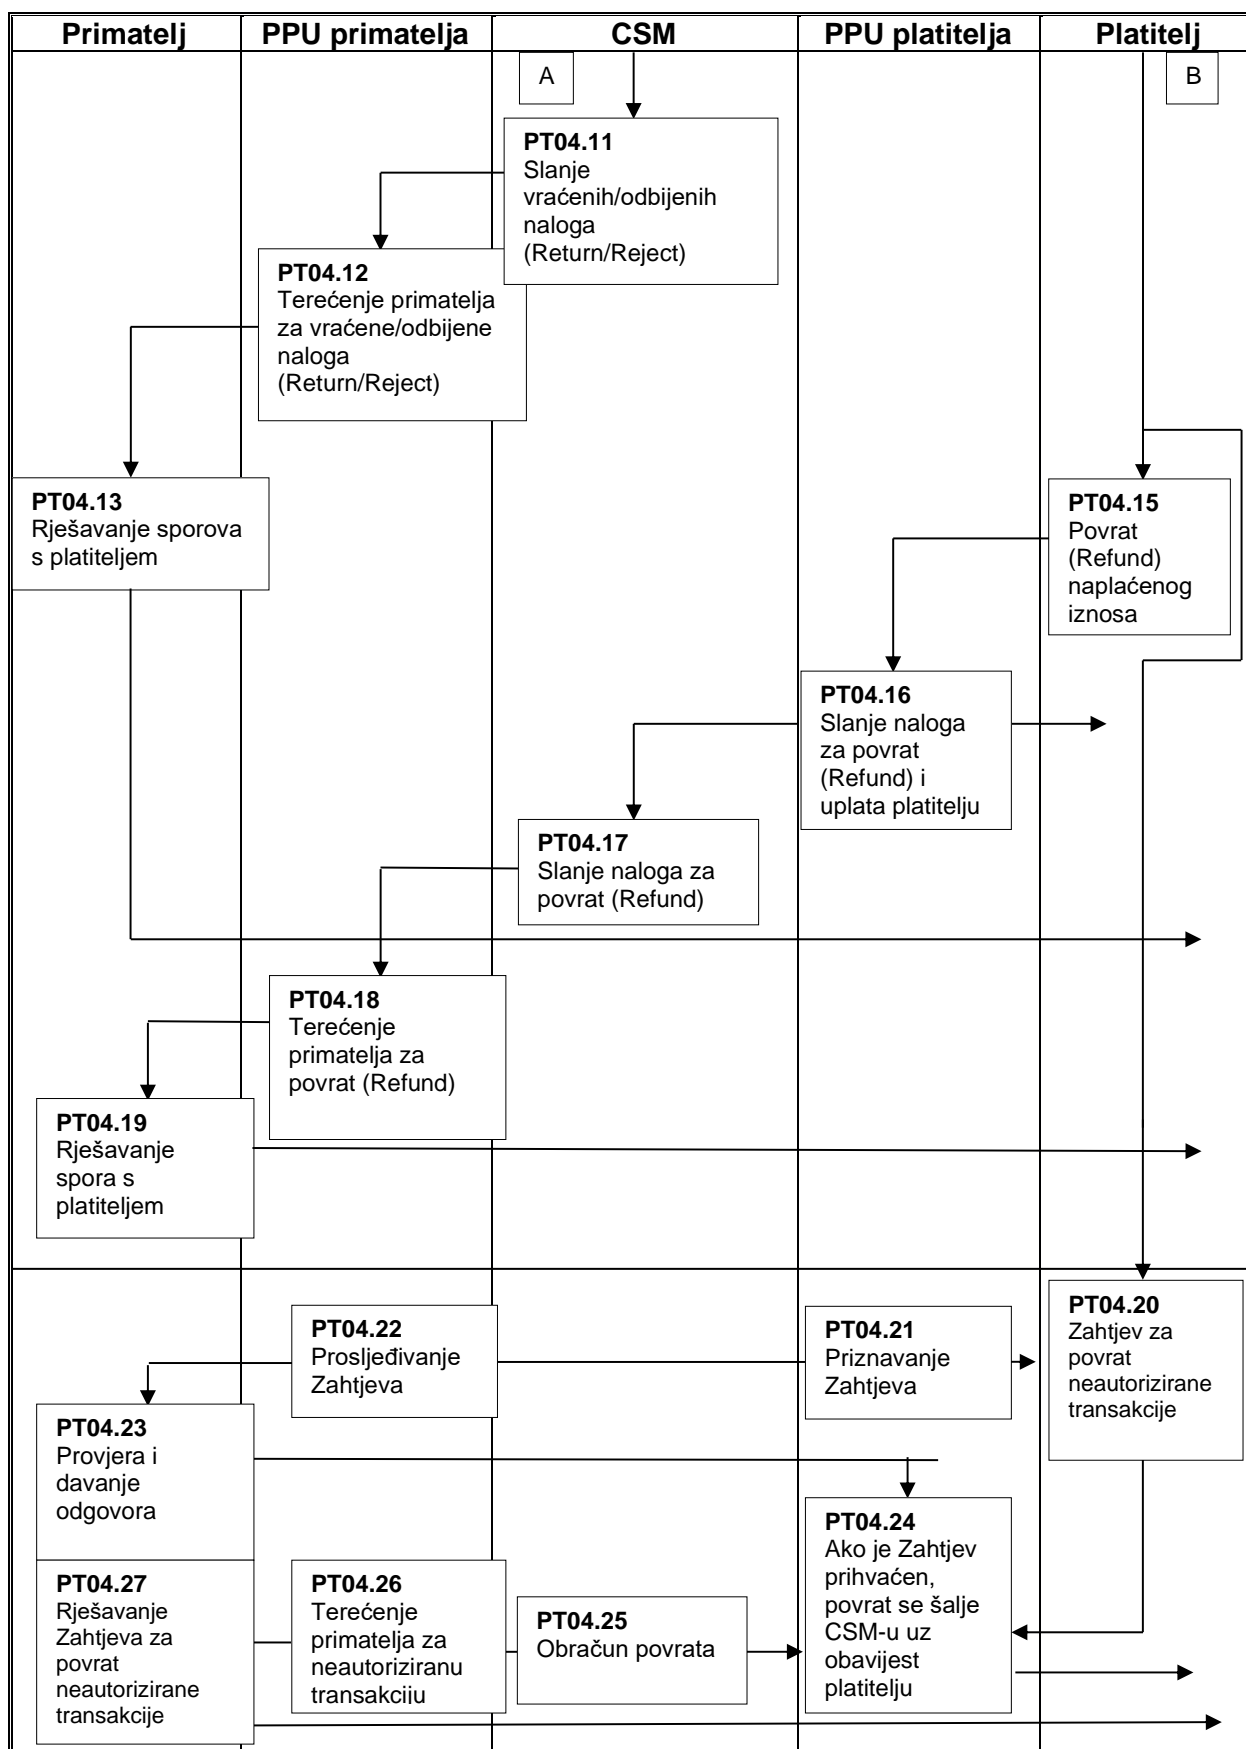 Primatelj
PPU primatelja
CSM
PPU platitelja
Platitelj
A
B
PT04.11
Slanje
vraćenih/odbijenih
naloga
(Return/Reject)
PT04.12
Terećenje primatelja
za vraćene/odbijene
naloga
(Return/Reject)
PT04.13
Rješavanje sporova
s platiteljem
PT04.15
Povrat
(Refund)
naplaćenog
iznosa
PT04.16
Slanje naloga
za povrat
(Refund) i
uplata platitelju
PT04.17
Slanje naloga za
povrat (Refund)
PT04.18
Terećenje
primatelja za
povrat (Refund)
PT04.19
Rješavanje
spora s
platiteljem
PT04.20
Zahtjev za
povrat
neautorizirane
transakcije
PT04.22
Prosljeđivanje
Zahtjeva
PT04.21
Priznavanje
Zahtjeva
PT04.23
Provjera i
davanje
odgovora
PT04.24
Ako je Zahtjev
prihvaćen,
povrat se šalje
CSM-u uz
obavijest
platitelju
PT04.27
Rješavanje
Zahtjeva za
povrat
neautorizirane
transakcije
PT04.26
Terećenje
primatelja za
neautoriziranu
transakciju
PT04.25
Obračun povrata